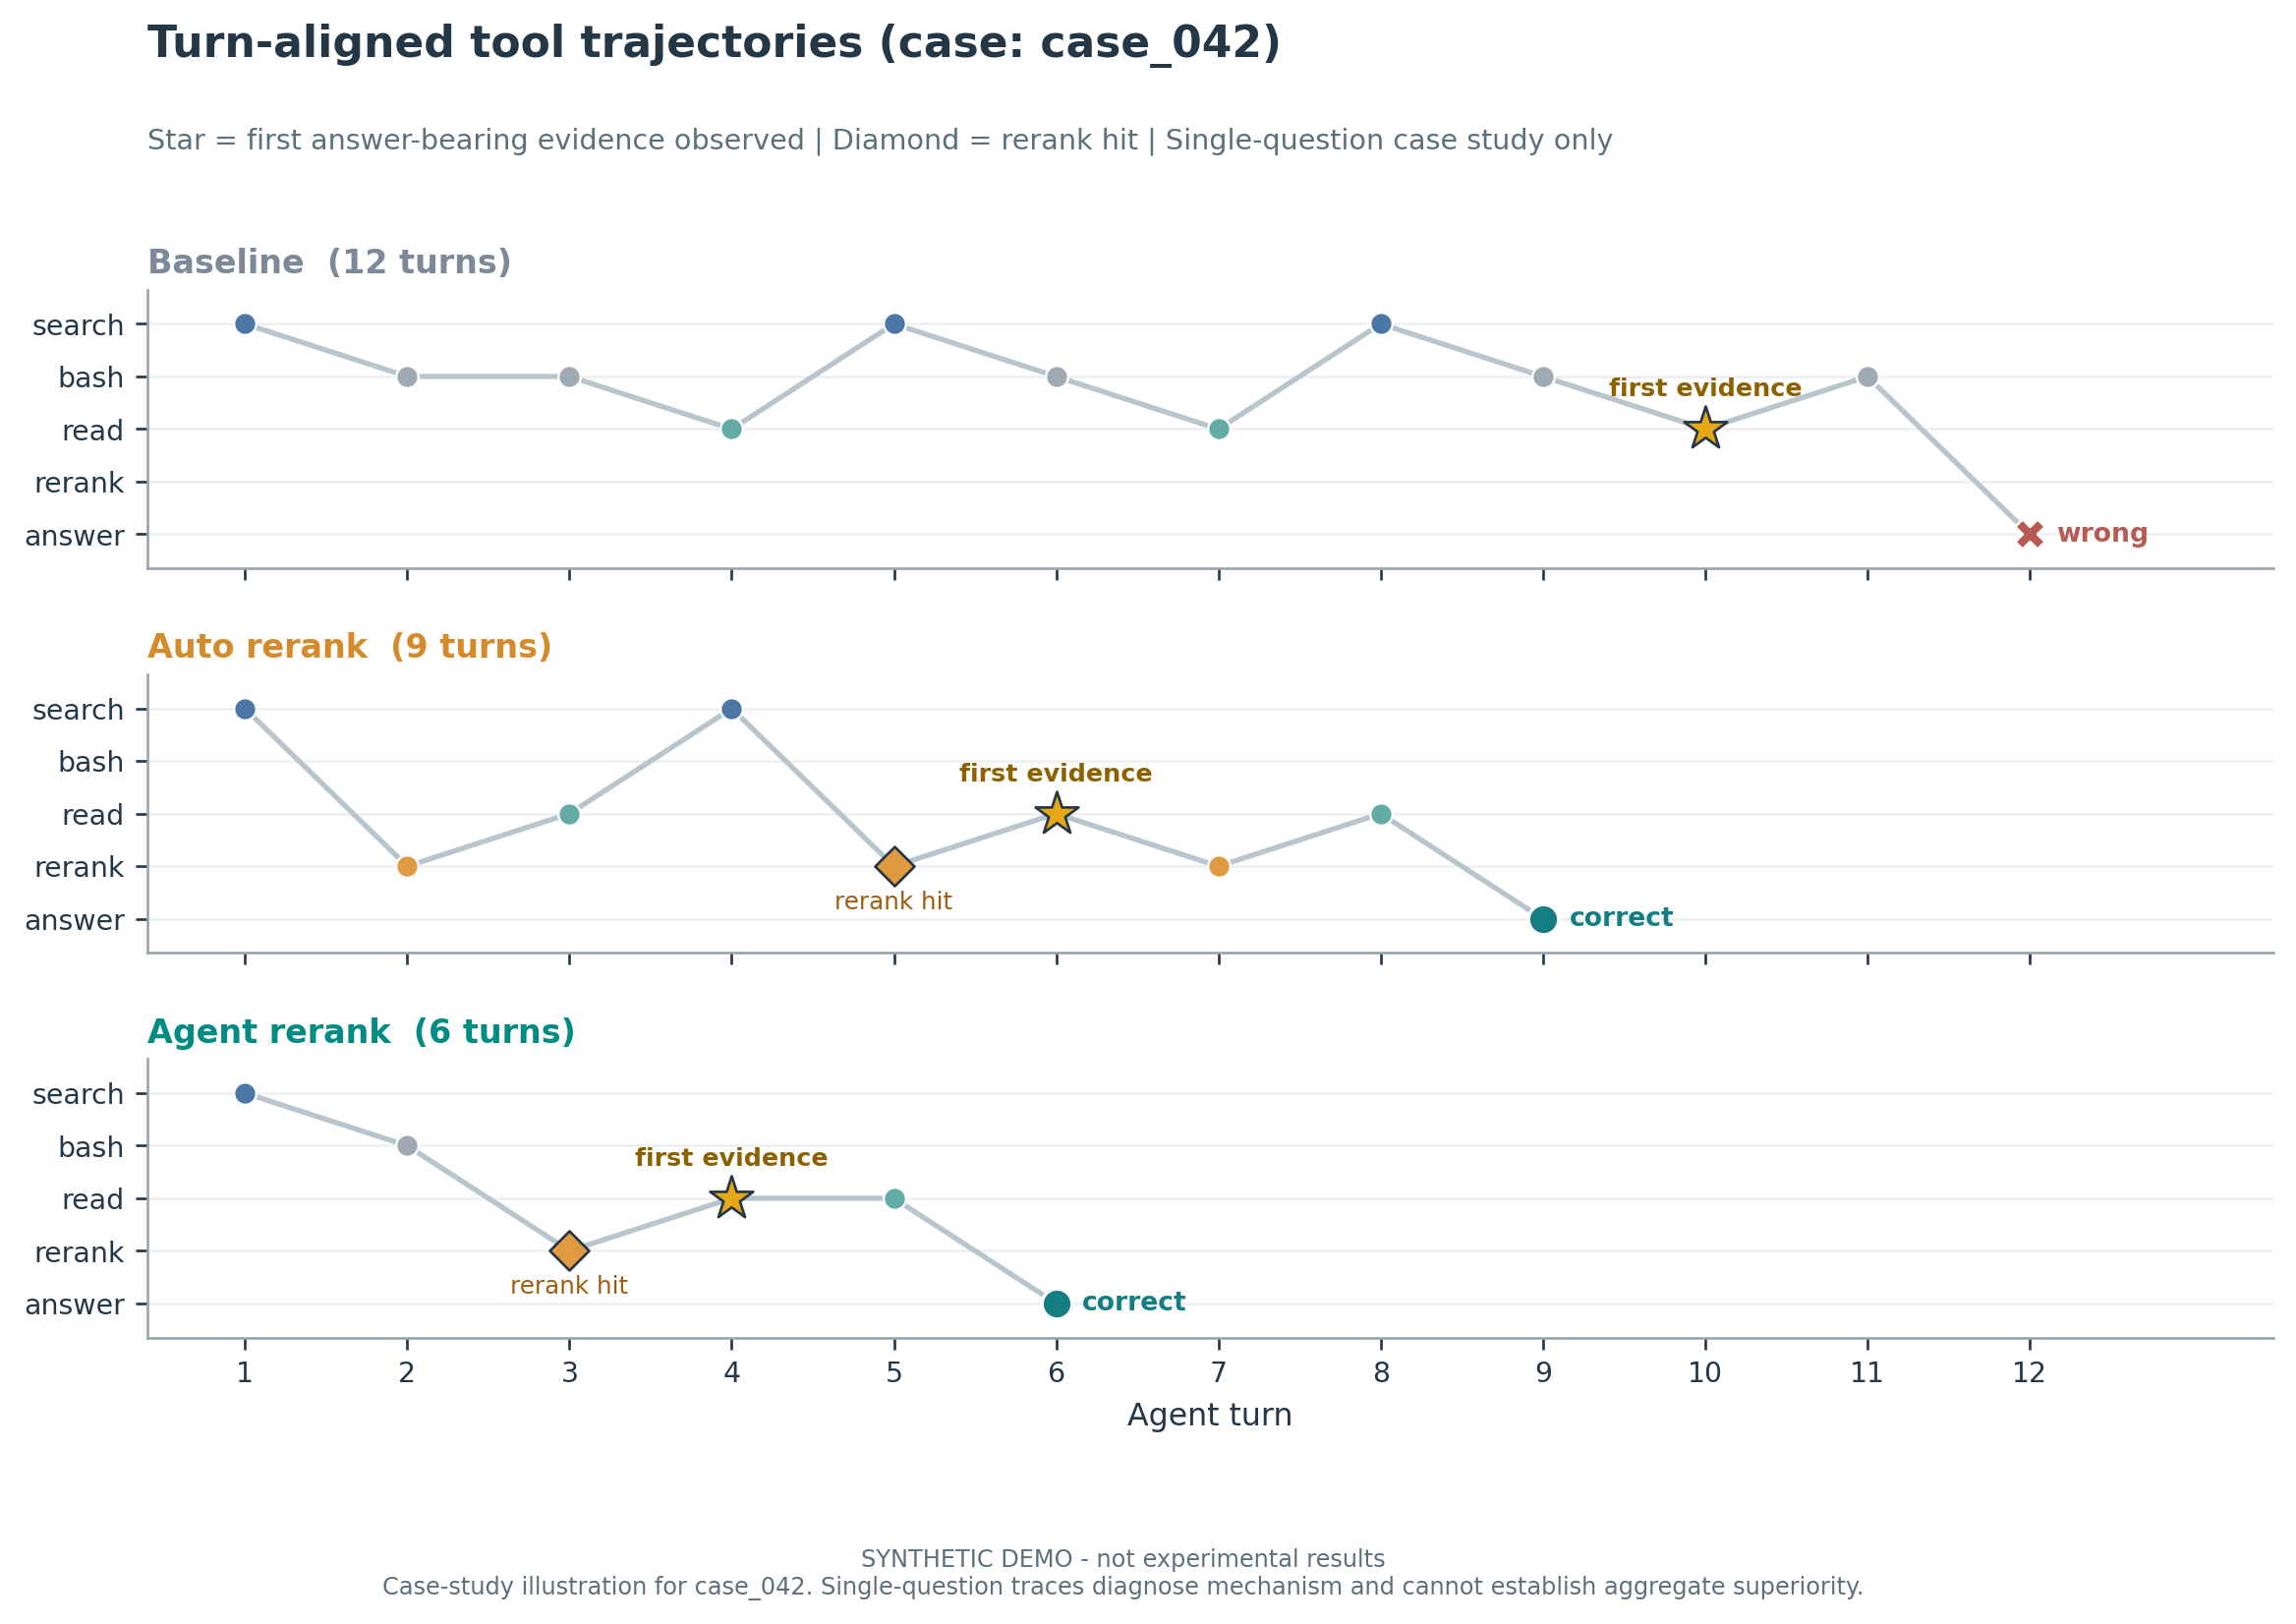 Turn-aligned tool trajectories (case: case_042)
Star = first answer-bearing evidence observed | Diamond = rerank hit | Single-question case study only
Baseline (12 turns)
search
bash
first evidence
read
rerank
answer
wrong
Auto rerank (9 turns)
search
bash
first evidence
read
rerank
rerank hit
answer
correct
Agent rerank (6 turns)
search
bash
first evidence
read
rerank
rerank hit
answer
correct
1 2 3 4 5 6 7 8 9 10 11 12
Agent turn
SYNTHETIC DEMO - not experimental results
Case-study illustration for case_042. Single-question traces diagnose mechanism and cannot establish aggregate superiority.